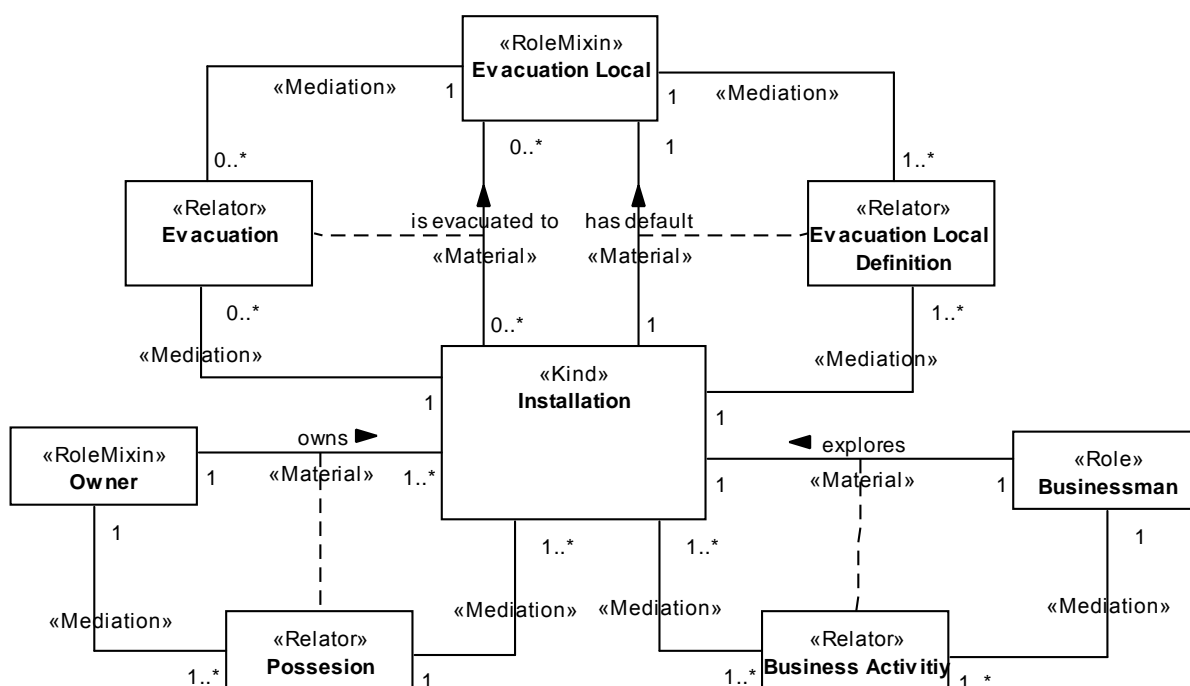 «RoleMixin»
Evacuation Local
«Mediation»
1
1
«Mediation»
0..*
0..*
1
1..*
«Relator»
Evacuation
is evacuated to
«Material»
has default
«Material»
«Relator»
Evacuation Local
Definition
0..*
0..*
1
1..*
«Mediation»
«Mediation»
«Kind»
Installation
1
1
«RoleMixin»
Owner
owns
«Material»
1
1..*
explores
«Material»
1
1
«Role»
Businessman
1
1..*
1..*
1
«Mediation»
«Mediation»
«Mediation»
«Mediation»
«Relator»
Possesion
1..*
1
«Relator»
Business Activitiy
1..*
1..*